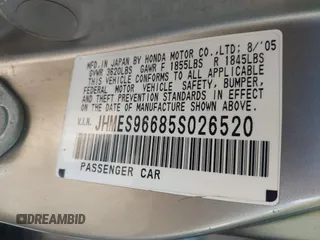 MFD. IN JAPAN BY HONDA MOTOR CO.,LTD; 8/'05
GVWR 3620LBS GAWR F 1855LBS R 1845LBS
THIS VEHICLE CONFORMS TO ALL APPLICABLE
FEDERAL MOTOR VEHICLE SAFETY, BUMPER,
AND THEFT PREVENTION STANDARDS IN EFFECT
ON THE DATE OF MANUFACTURE SHOWN ABOVE.
V.I.N. JHMES96685S026520
PASSENGER CAR
DREAMBID